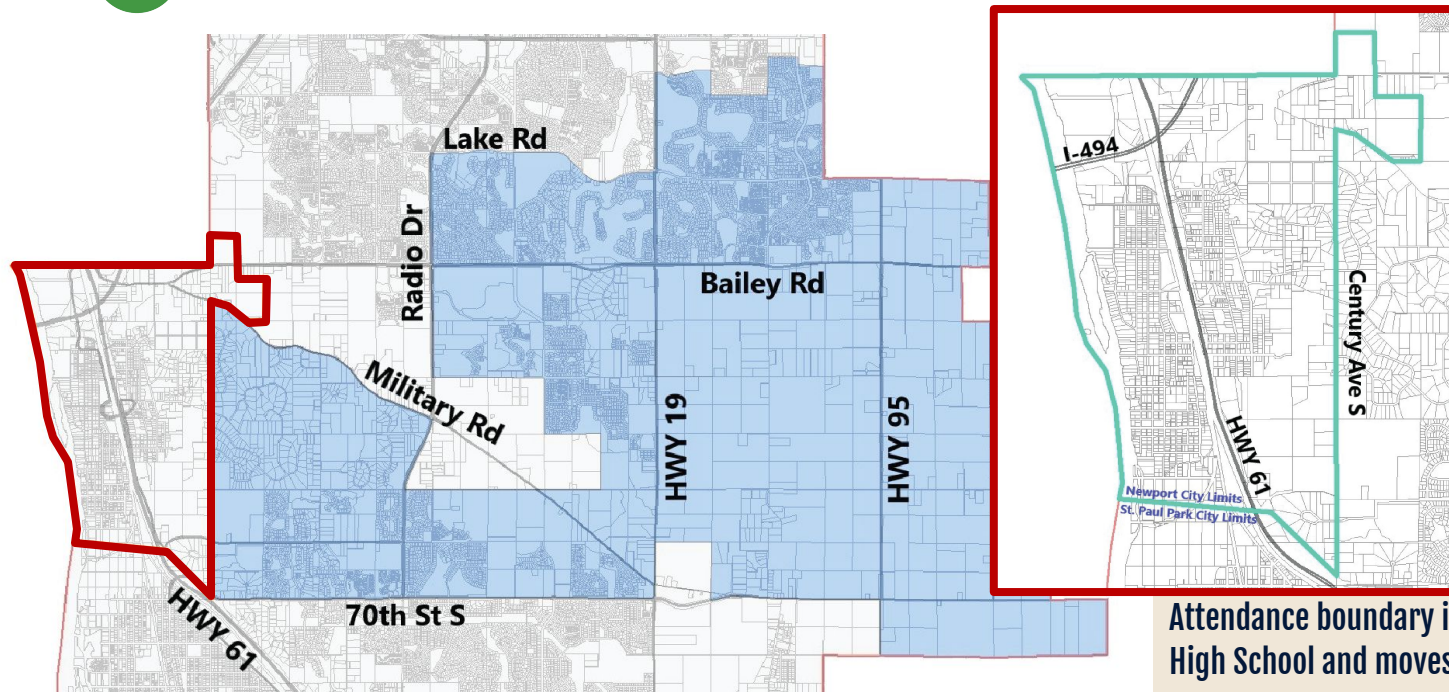 Lake Rd
Radio Dr
Bailey Rd
Military Rd
HWY 19
HWY 95
HWY 61
70th St S
I-494
Century Ave S
HWY 61
Newport City Limits
St. Paul Park City Limits
Attendance boundary i
High School and moves